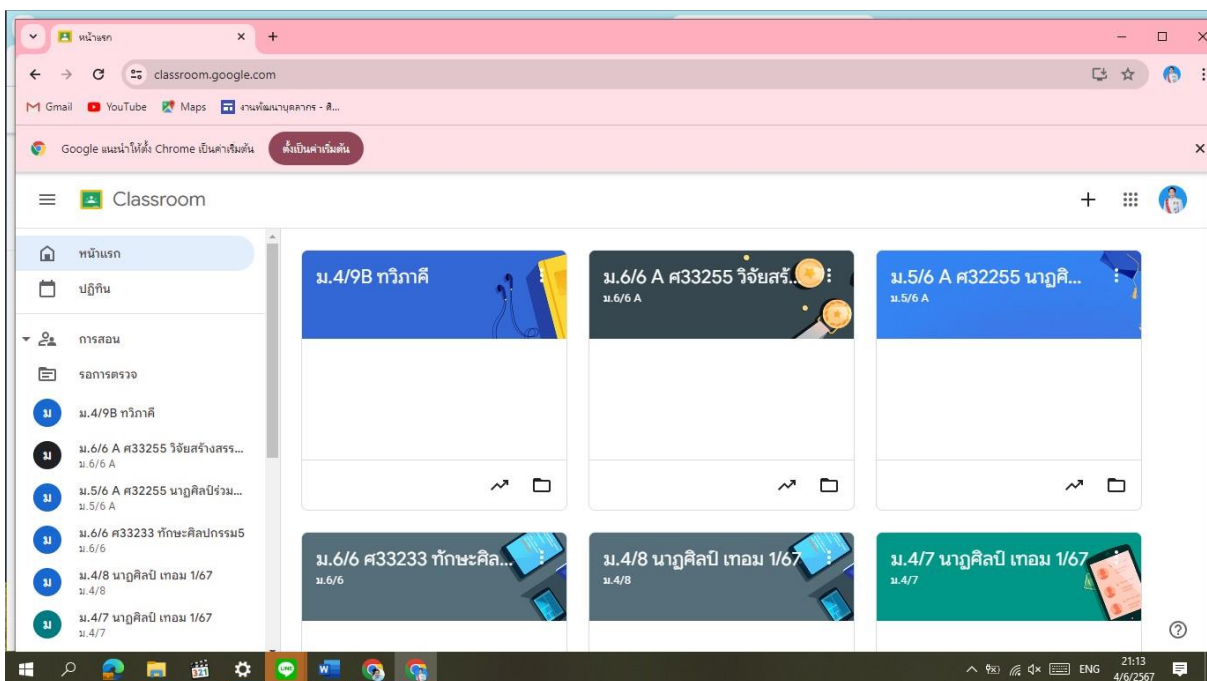 หน้าแรก
classroom.google.com
Gmail YouTube Maps งานพัฒนาบุคลากร - ศิ...
Google แนะนำให้ตั้ง Chrome เป็นค่าเริ่มต้น ตั้งเป็นค่าเริ่มต้น
Classroom
หน้าแรก
ปฏิทิน
การสอน
รอการตรวจ
ม ม.4/9B ทวิภาคี
ม ม.6/6 A ศ33255 วิจัยสร้างสรร...
ม.6/6 A
ม ม.5/6 A ศ32255 นาฏศิลป์ร่วม...
ม.5/6 A
ม ม.6/6 ศ33233 ทักษะศิลปกรรม5
ม.6/6
ม ม.4/8 นาฏศิลป์ เทอม 1/67
ม.4/8
ม ม.4/7 นาฏศิลป์ เทอม 1/67
ม.4/7
ม.4/9B ทวิภาคี
ม.6/6 A ศ33255 วิจัยสร้...
ม.6/6 A
ม.5/6 A ศ32255 นาฏศิ...
ม.5/6 A
ม.6/6 ศ33233 ทักษะศิล...
ม.6/6
ม.4/8 นาฏศิลป์ เทอม 1/67
ม.4/8
ม.4/7 นาฏศิลป์ เทอม 1/67
ม.4/7
321
LINE
W
ENG
21:13
4/6/2567